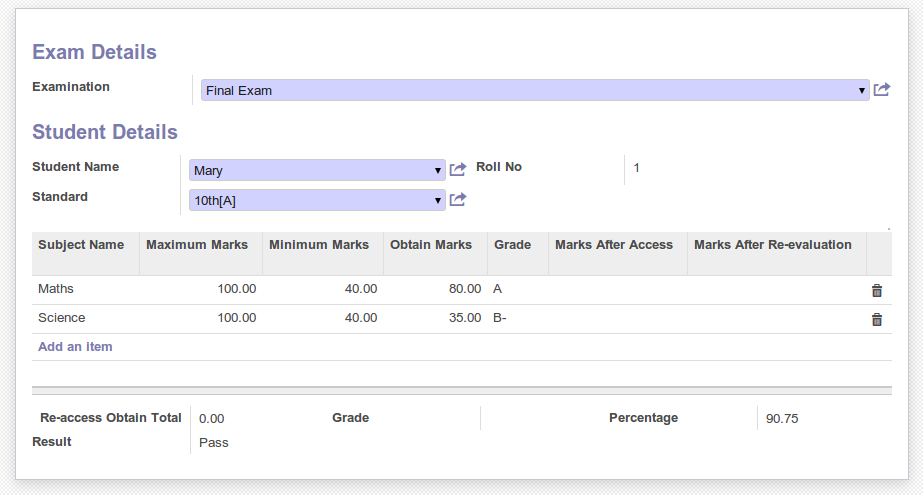 Exam Details
Examination Final Exam
Student Details
Student Name Mary Roll No 1
Standard 10th[A]
Subject Name Maximum Marks Minimum Marks Obtain Marks Grade Marks After Access Marks After Re-evaluation
Maths 100.00 40.00 80.00 A
Science 100.00 40.00 35.00 B-
Add an item
Re-access Obtain Total 0.00 Grade Percentage 90.75
Result Pass